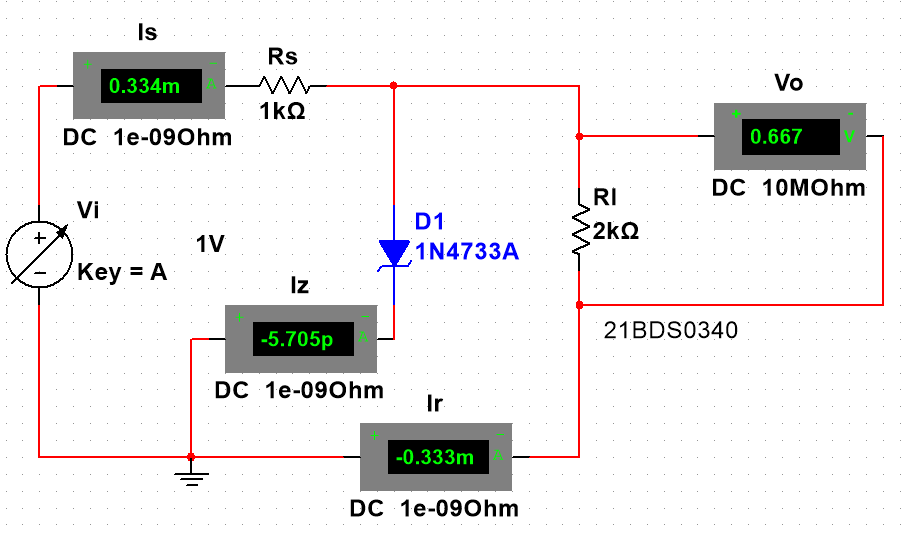 Is
+ 0.334m - A
DC 1e-09Ohm
Rs
1kΩ
Vo
+ 0.667 - V
DC 10MOhm
Vi
+
-
Key = A
1V
D1
1N4733A
Rl
2kΩ
Iz
+ -5.705p - A
DC 1e-09Ohm
21BDS0340
Ir
+ -0.333m - A
DC 1e-09Ohm